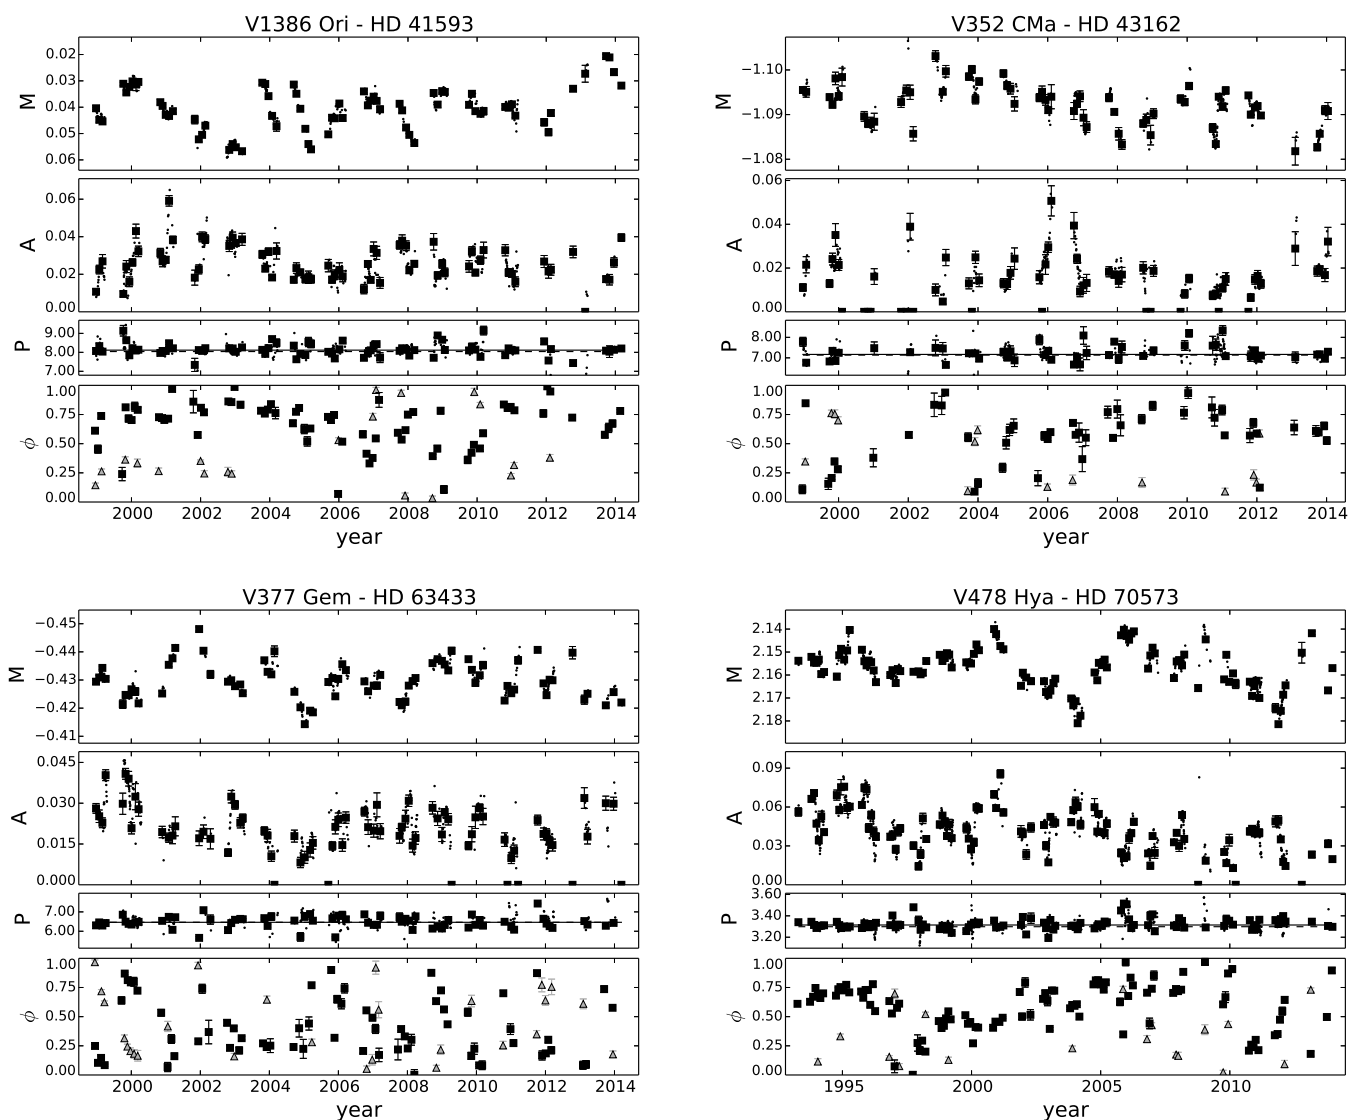 V1386 Ori - HD 41593
M
0.02
0.03
0.04
0.05
0.06
A
0.06
0.04
0.02
0.00
P
9.00
8.00
7.00
ϕ
1.00
0.75
0.50
0.25
0.00
2000 2002 2004 2006 2008 2010 2012 2014
year
V352 CMa - HD 43162
M
−1.10
−1.09
−1.08
A
0.06
0.04
0.02
0.00
P
8.00
7.00
ϕ
1.00
0.75
0.50
0.25
0.00
2000 2002 2004 2006 2008 2010 2012 2014
year
V377 Gem - HD 63433
M
−0.45
−0.44
−0.43
−0.42
−0.41
A
0.045
0.030
0.015
0.000
P
7.00
6.00
ϕ
1.00
0.75
0.50
0.25
0.00
2000 2002 2004 2006 2008 2010 2012 2014
year
V478 Hya - HD 70573
M
2.14
2.15
2.16
2.17
2.18
A
0.09
0.06
0.03
0.00
P
3.60
3.40
3.20
ϕ
1.00
0.75
0.50
0.25
0.00
1995 2000 2005 2010
year